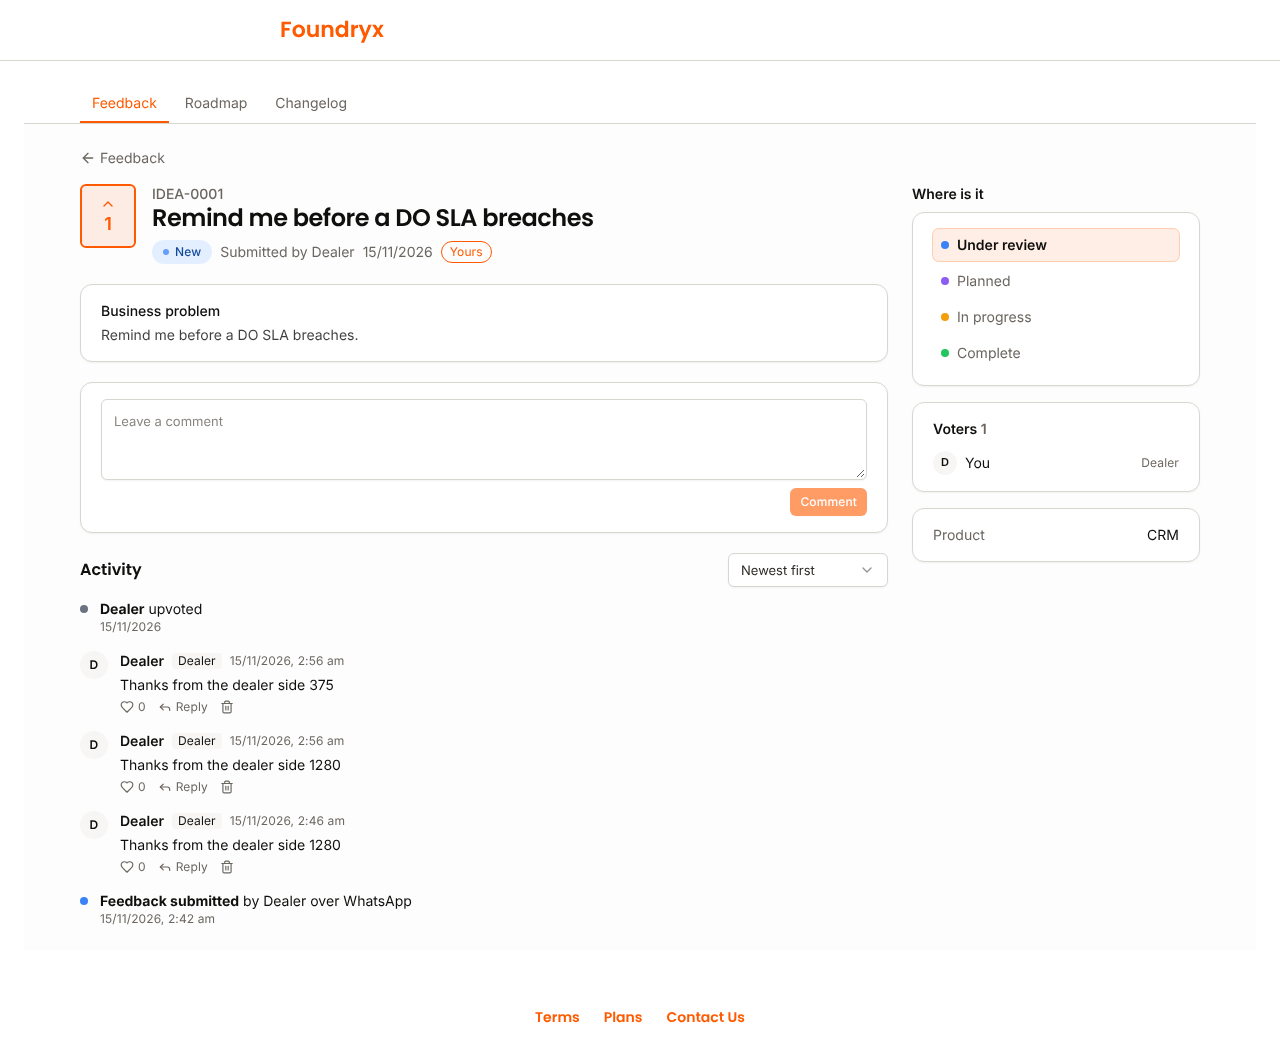 Foundryx
Feedback Roadmap Changelog
Feedback
1
IDEA-0001
Remind me before a DO SLA breaches
New Submitted by Dealer 15/11/2026 Yours
Business problem
Remind me before a DO SLA breaches.
Leave a comment
Comment
Activity
Newest first
Dealer upvoted
15/11/2026
D Dealer Dealer 15/11/2026, 2:56 am
Thanks from the dealer side 375
0 Reply
D Dealer Dealer 15/11/2026, 2:56 am
Thanks from the dealer side 1280
0 Reply
D Dealer Dealer 15/11/2026, 2:46 am
Thanks from the dealer side 1280
0 Reply
Feedback submitted by Dealer over WhatsApp
15/11/2026, 2:42 am
Where is it
Under review
Planned
In progress
Complete
Voters 1
D You Dealer
Product CRM
Terms Plans Contact Us